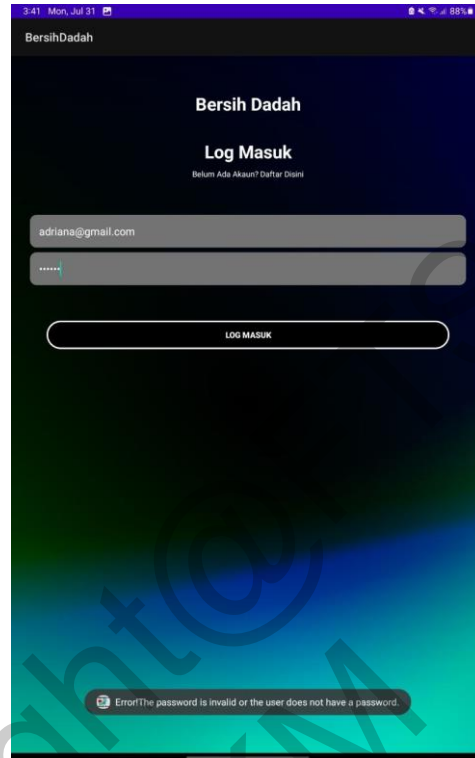 3:41 Mon, Jul 31 88%
BersihDadah
Bersih Dadah
Log Masuk
Belum Ada Akaun? Daftar Disini
adriana@gmail.com
••••••
LOG MASUK
Error!The password is invalid or the user does not have a password.